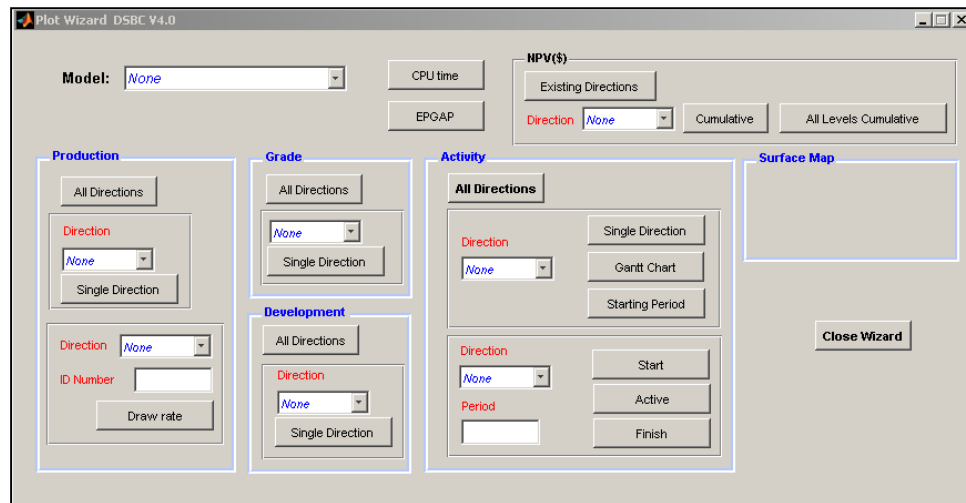 Plot Wizard DSBC V4.0
Model:
None
CPU time
EPGAP
NPV($)
Existing Directions
Direction
None
Cumulative
All Levels Cumulative
Production
All Directions
Direction
None
Single Direction
Direction
None
ID Number
Draw rate
Grade
All Directions
None
Single Direction
Development
All Directions
Direction
None
Single Direction
Activity
All Directions
Direction
None
Single Direction
Gantt Chart
Starting Period
Direction
None
Period
Start
Active
Finish
Surface Map
Close Wizard